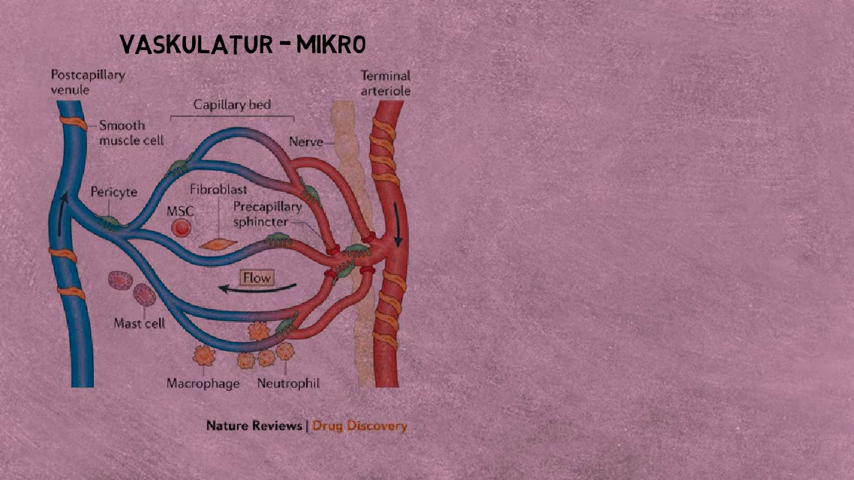 VASKULATUR - MIKRO
Postcapillary
venule
Terminal
arteriole
Capillary bed
Smooth
muscle cell
Nerve
Pericyte
Fibroblast
MSC
Precapillary
sphincter
Flow
Mast cell
Macrophage
Neutrophil
Nature Reviews | Drug Discovery